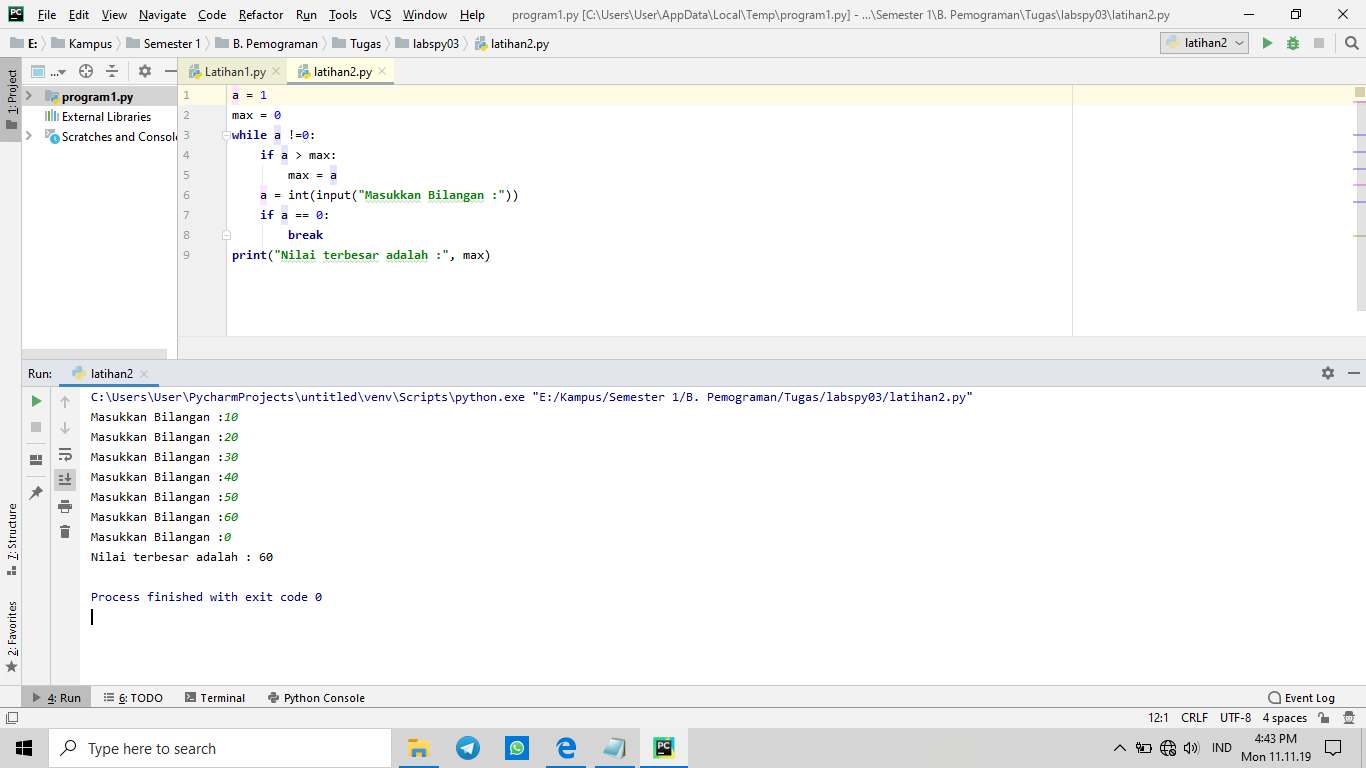 File Edit View Navigate Code Refactor Run Tools VCS Window Help program1.py [C:\Users\User\AppData\Local\Temp\program1.py] - ...\Semester 1\B. Pemograman\Tugas\labspy03\latihan2.py
E: Kampus Semester 1 B. Pemograman Tugas labspy03 latihan2.py latihan2
1: Project
... Latihan1.py latihan2.py
program1.py
External Libraries
Scratches and Consol
1 a = 1
2 max = 0
3 while a !=0:
4 if a > max:
5 max = a
6 a = int(input("Masukkan Bilangan :"))
7 if a == 0:
8 break
9 print("Nilai terbesar adalah :", max)
Run: latihan2
C:\Users\User\PycharmProjects\untitled\venv\Scripts\python.exe "E:/Kampus/Semester 1/B. Pemograman/Tugas/labspy03/latihan2.py"
Masukkan Bilangan :10
Masukkan Bilangan :20
Masukkan Bilangan :30
Masukkan Bilangan :40
Masukkan Bilangan :50
Masukkan Bilangan :60
Masukkan Bilangan :0
Nilai terbesar adalah : 60
Process finished with exit code 0
7: Structure
2: Favorites
4: Run 6: TODO Terminal Python Console Event Log
12:1 CRLF UTF-8 4 spaces
Type here to search
PC
IND
4:43 PM
Mon 11.11.19